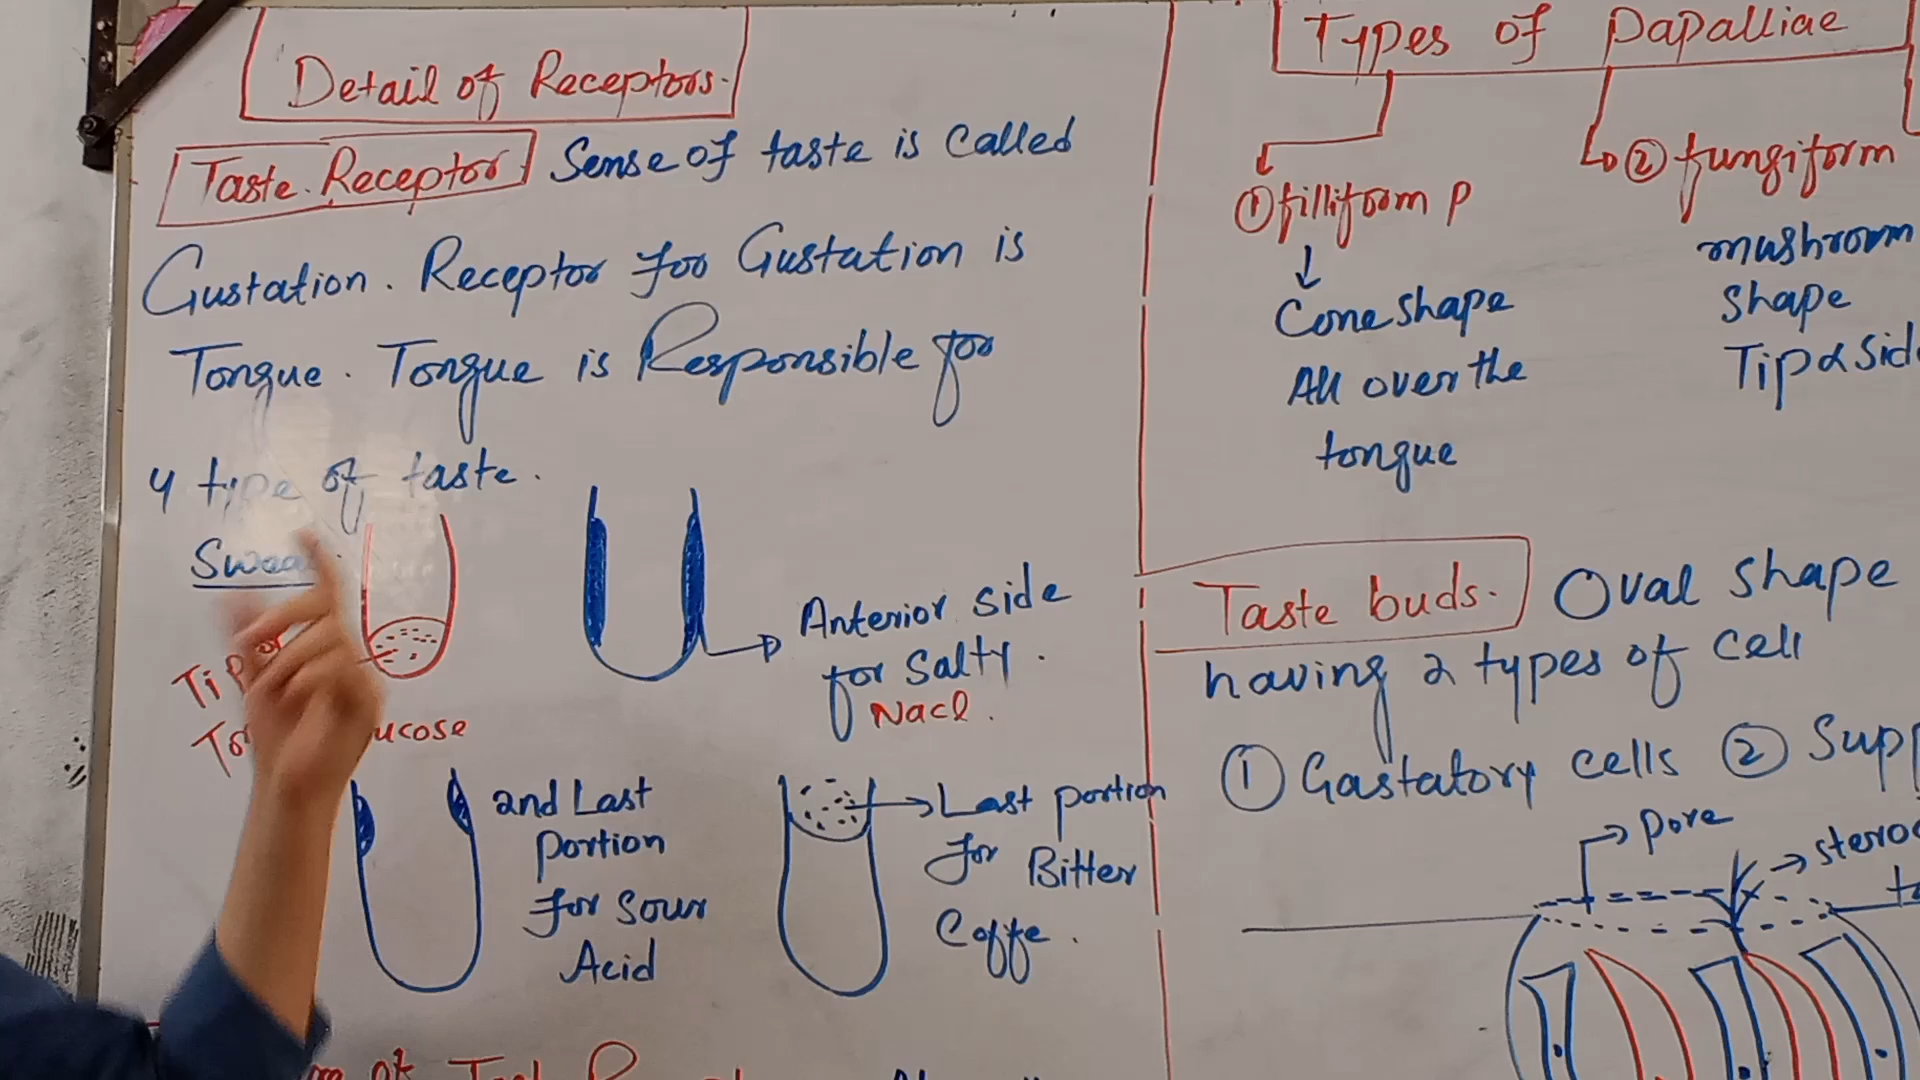 Detail of Receptors.
Taste Receptor Sense of taste is called
Gustation. Receptor for Gustation is
Tongue. Tongue is Responsible for
4 type of taste.
Tip
Anterior side
for Salty.
Nacl.
and Last
portion
for sour
Acid
Last portion
for Bitter
Coffe.
Types of papalliae
① filliform p
Cone shape
All over the
tongue
② fungiform
mushroom
shape
Tip &
Taste buds. Oval shape
having 2 types of cell
① Gastatory cells ②
pore